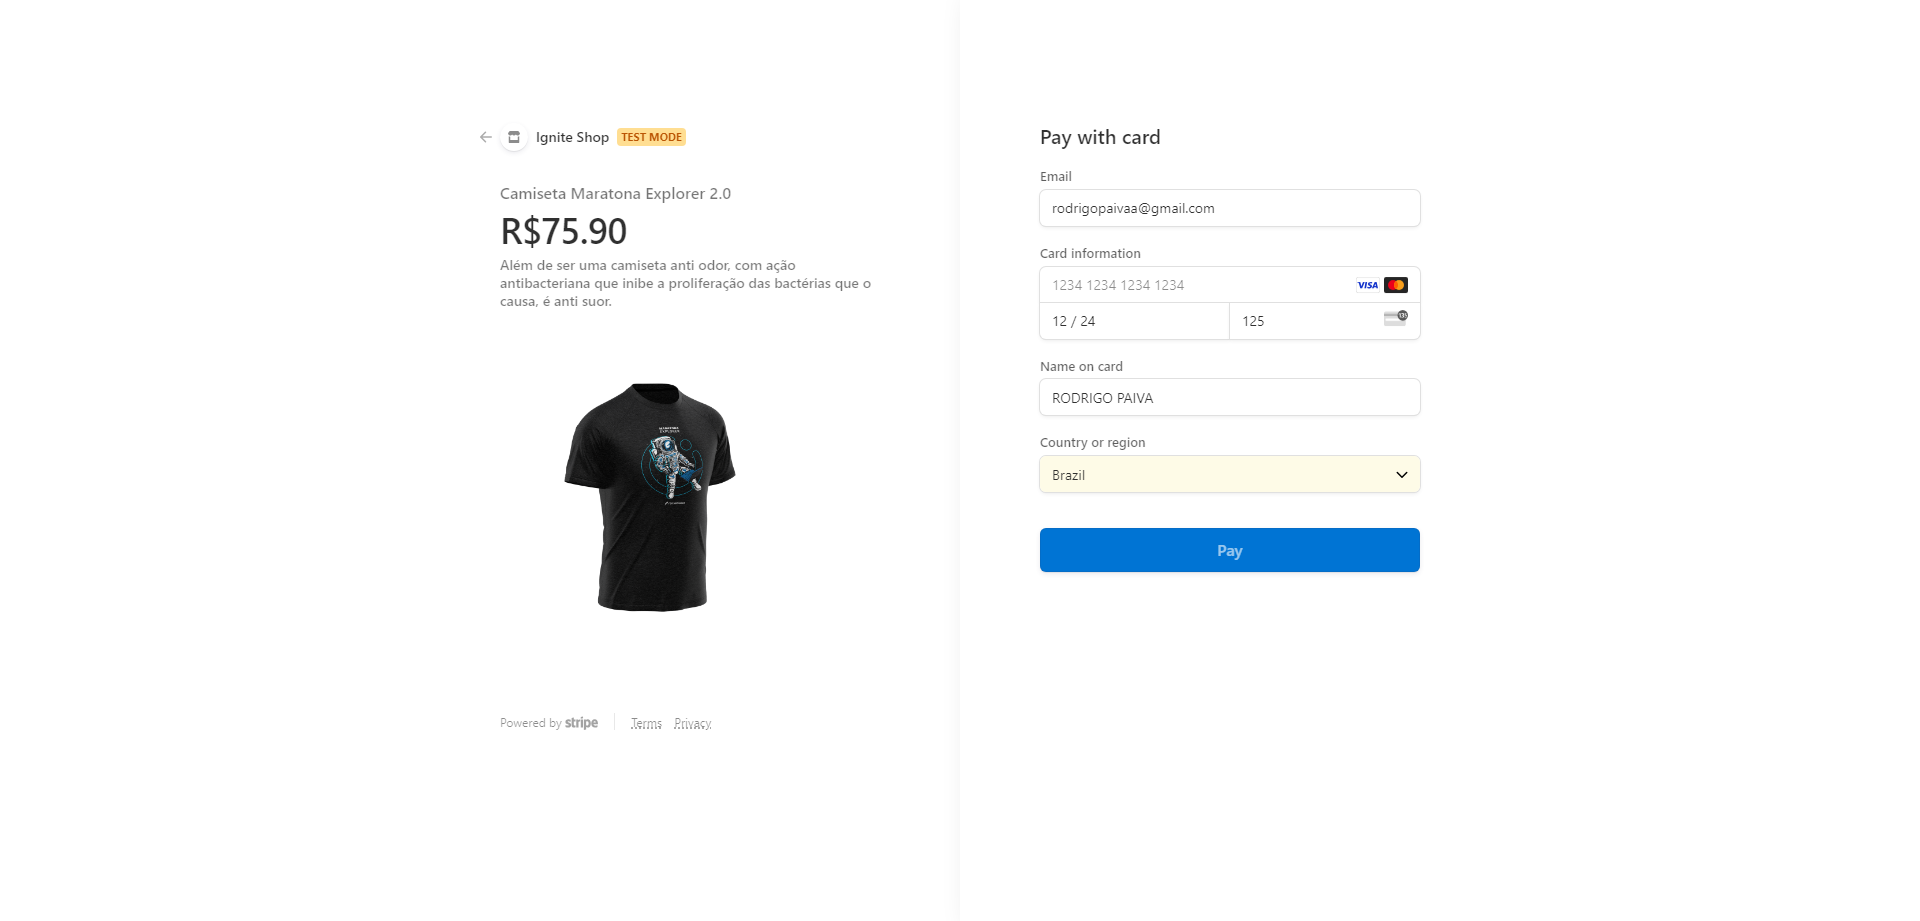 Ignite Shop TEST MODE
Camiseta Maratona Explorer 2.0
R$75.90
Além de ser uma camiseta anti odor, com ação
antibacteriana que inibe a proliferação das bactérias que o
causa, é anti suor.
MARATONA
EXPLORER
Powered by stripe
Terms Privacy
Pay with card
Email
rodrigopaivaa@gmail.com
Card information
1234 1234 1234 1234
VISA
12 / 24
125
135
Name on card
RODRIGO PAIVA
Country or region
Brazil
Pay